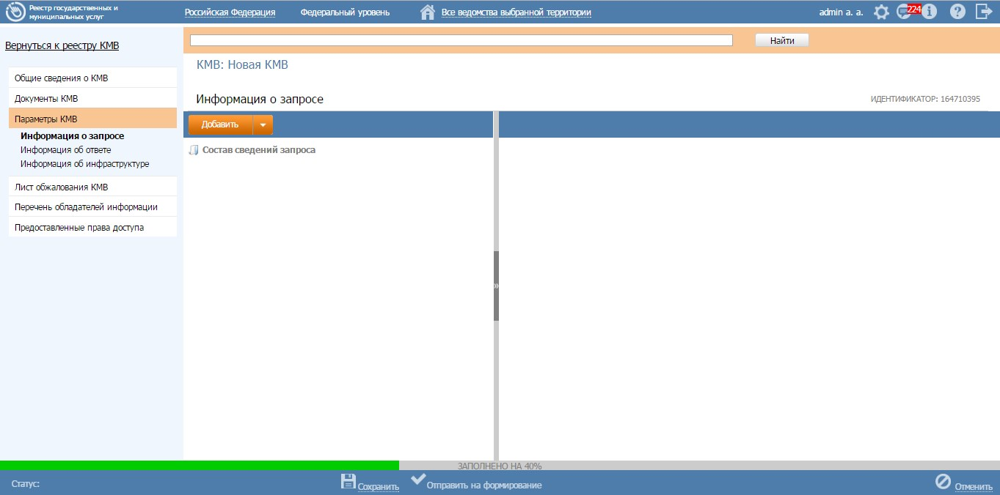 Реестр государственных и
муниципальных услуг
Российская Федерация
Федеральный уровень
Все ведомства выбранной территории
admin a. a.
224
Вернуться к реестру КМВ
Найти
КМВ: Новая КМВ
Общие сведения о КМВ
Документы КМВ
Информация о запросе
ИДЕНТИФИКАТОР: 164710395
Параметры КМВ
Добавить
Информация о запросе
Информация об ответе
Информация об инфраструктуре
Состав сведений запроса
Лист обжалования КМВ
Перечень обладателей информации
Предоставленные права доступа
ЗАПОЛНЕНО НА 40%
Статус:
Сохранить
Отправить на формирование
Отменить